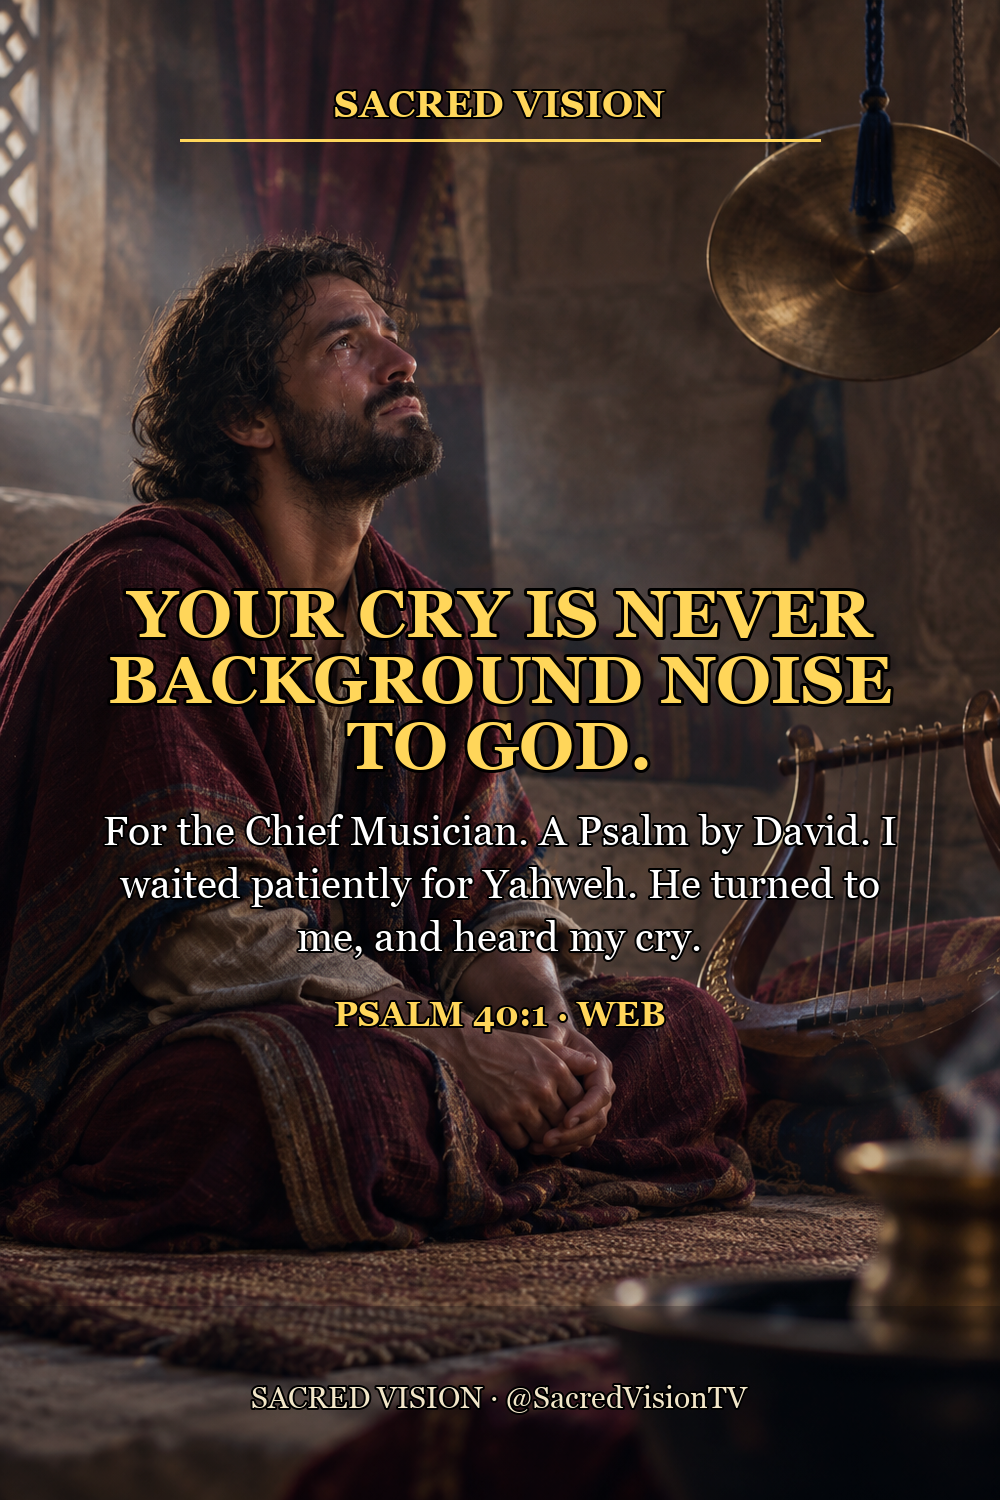 SACRED VISION
YOUR CRY IS NEVER
BACKGROUND NOISE
TO GOD.
For the Chief Musician. A Psalm by David. I
waited patiently for Yahweh. He turned to
me, and heard my cry.
PSALM 40:1 · WEB
SACRED VISION · @SacredVisionTV